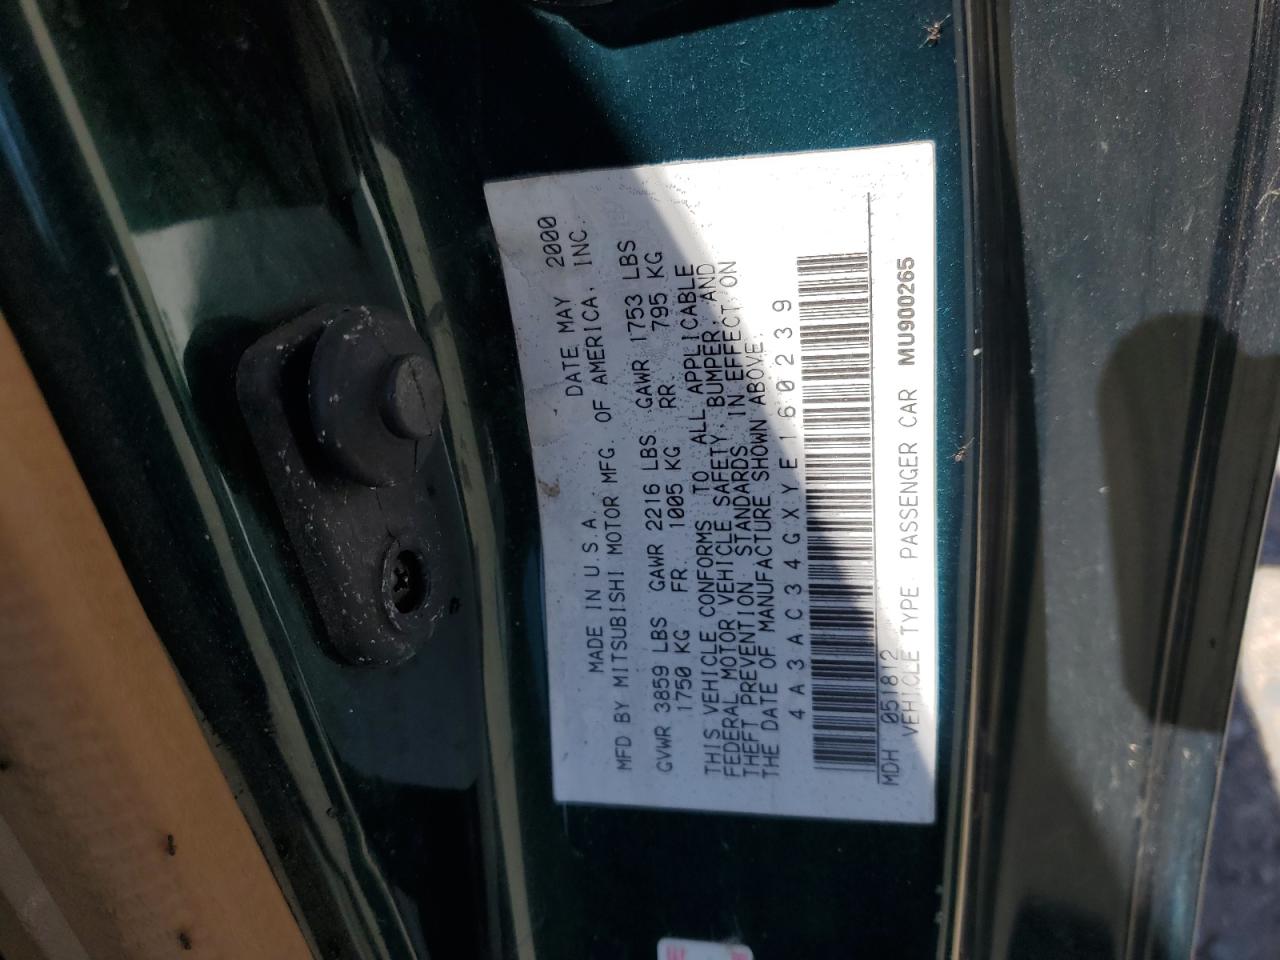 MADE IN U.S.A. DATE MAY 2000
MFD BY MITSUBISHI MOTOR MFG. OF AMERICA, INC.
GVWR 3859 LBS GAWR 2216 LBS GAWR 1753 LBS
1750 KG FR. 1005 KG RR. 795 KG
THIS VEHICLE CONFORMS TO ALL APPLICABLE
FEDERAL MOTOR VEHICLE SAFETY, BUMPER, AND
THEFT PREVENTION STANDARDS IN EFFECT ON
THE DATE OF MANUFACTURE SHOWN ABOVE.
4A3AC34GXYE160239
MDH 051812
VEHICLE TYPE PASSENGER CAR MU900265